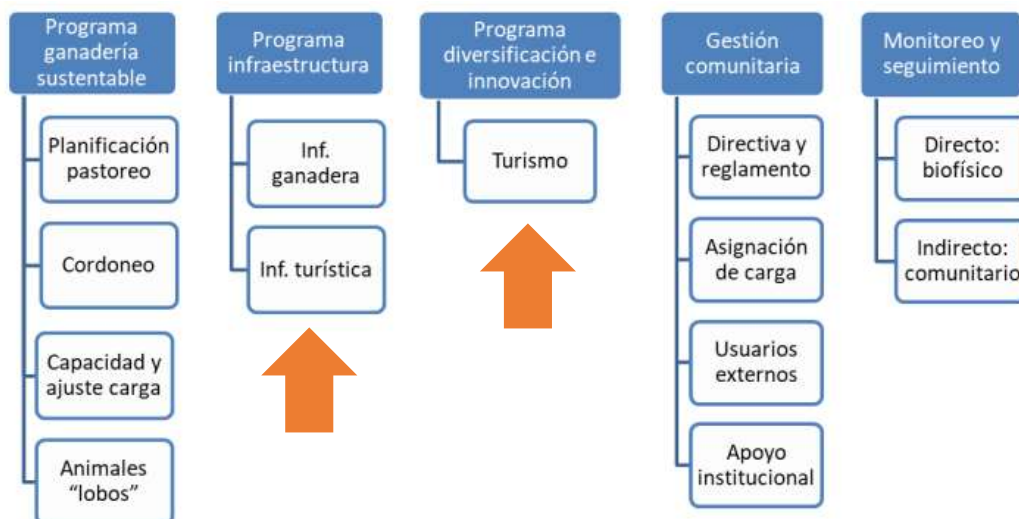 Programa
ganadería
sustentable
Planificación
pastoreo
Cordoneo
Capacidad y
ajuste carga
Animales
“lobos”
Programa
infraestructura
Inf.
ganadera
Inf. turística
Programa
diversificación e
innovación
Turismo
Gestión
comunitaria
Directiva y
reglamento
Asignación
de carga
Usuarios
externos
Apoyo
institucional
Monitoreo y
seguimiento
Directo:
biofísico
Indirecto:
comunitario